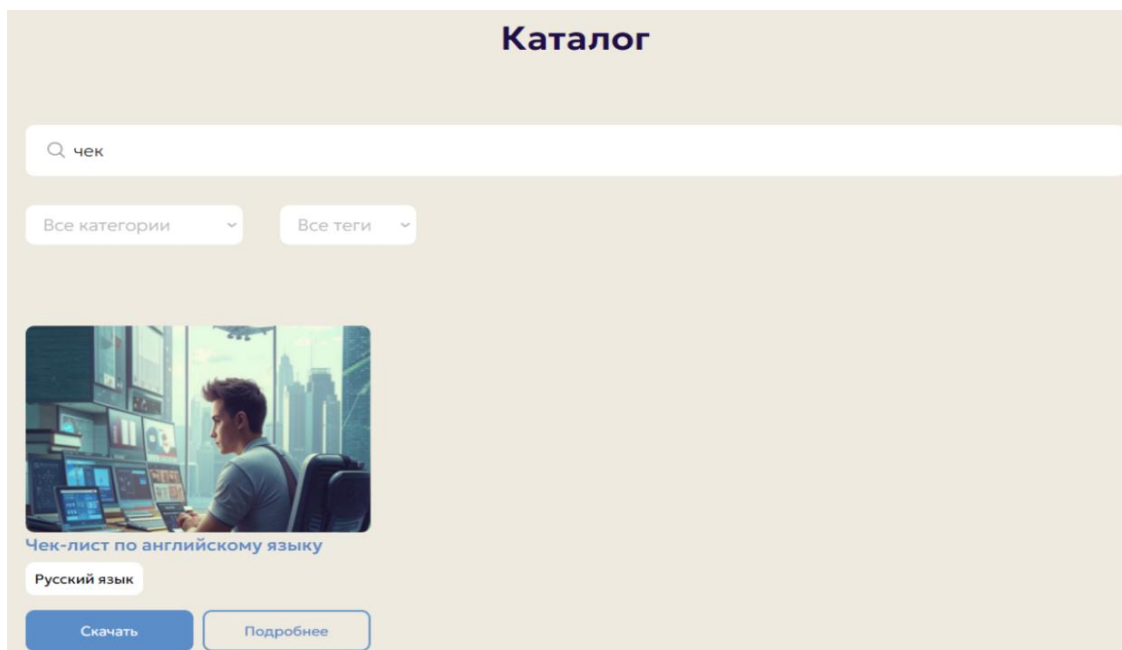 Каталог
чек
Все категории
Все теги
Чек-лист по английскому языку
Русский язык
Скачать
Подробнее